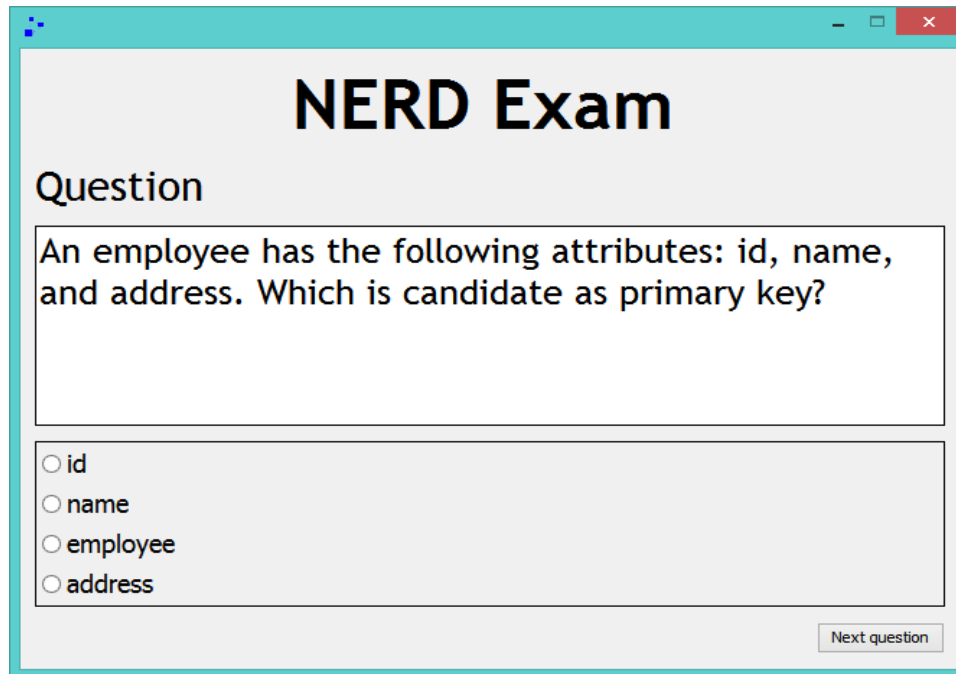 NERD Exam
Question
An employee has the following attributes: id, name,
and address. Which is candidate as primary key?
id
name
employee
address
Next question